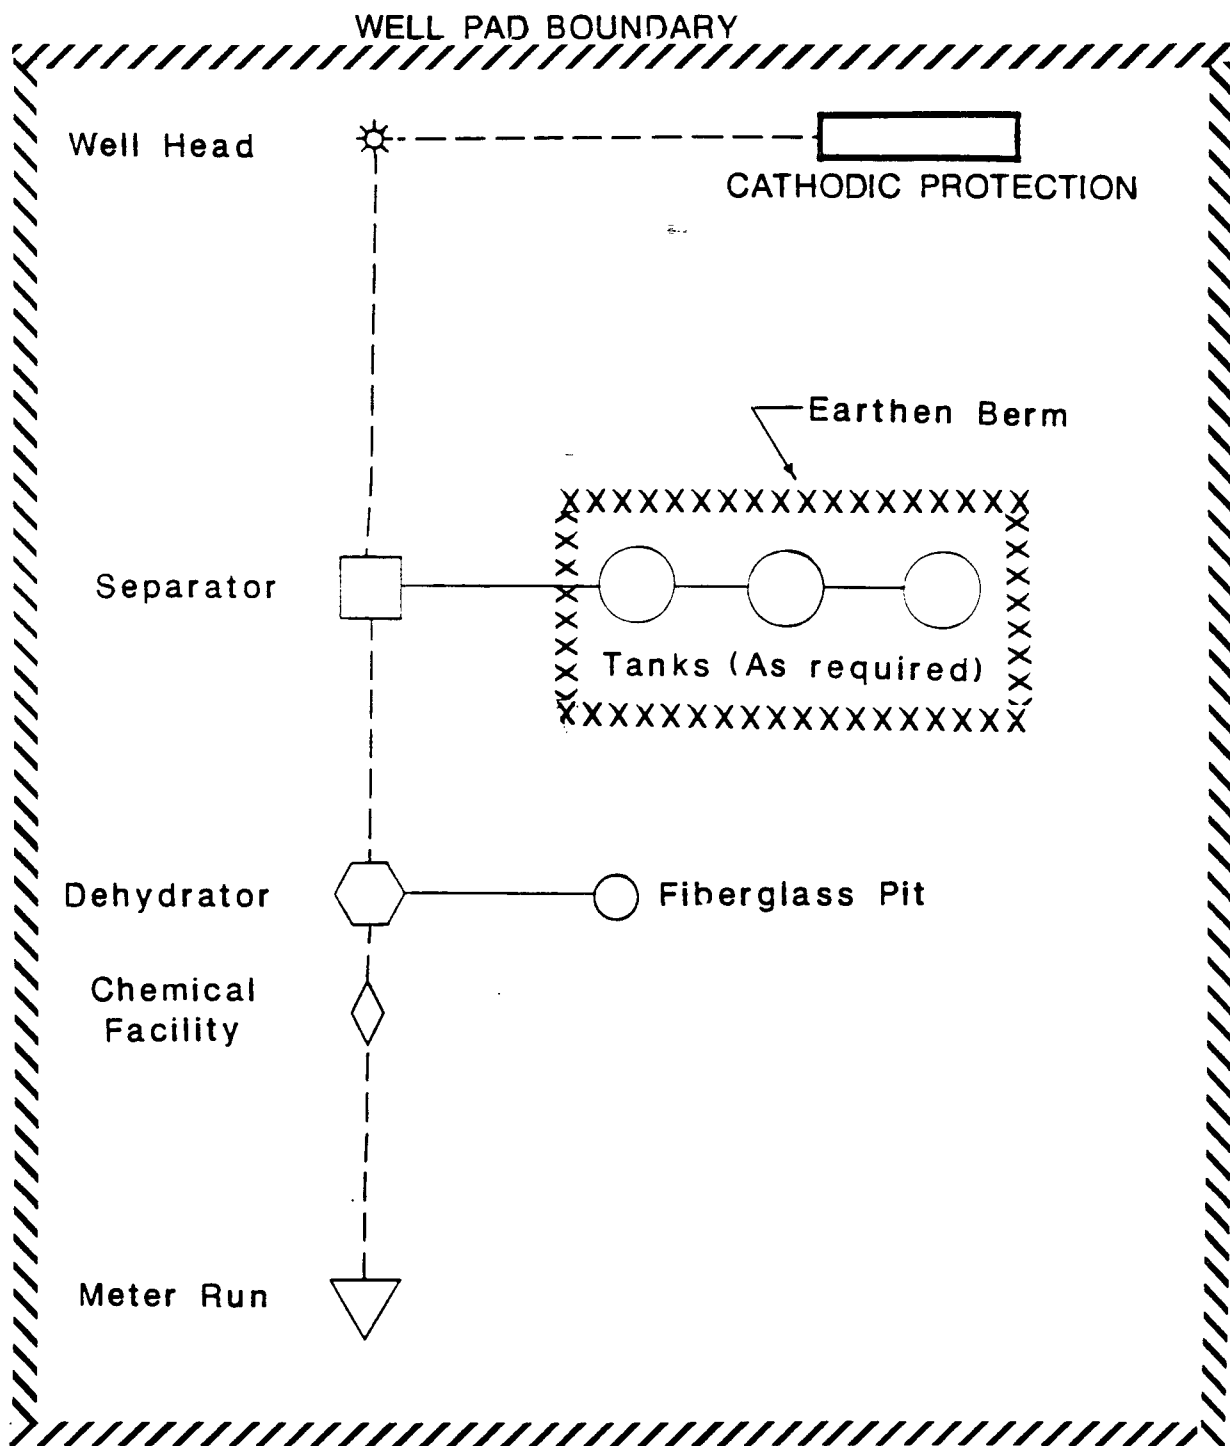 WELL PAD BOUNDARY
Well Head
CATHODIC PROTECTION
Earthen Berm
Separator
Tanks (As required)
Dehydrator
Fiberglass Pit
Chemical
Facility
Meter Run